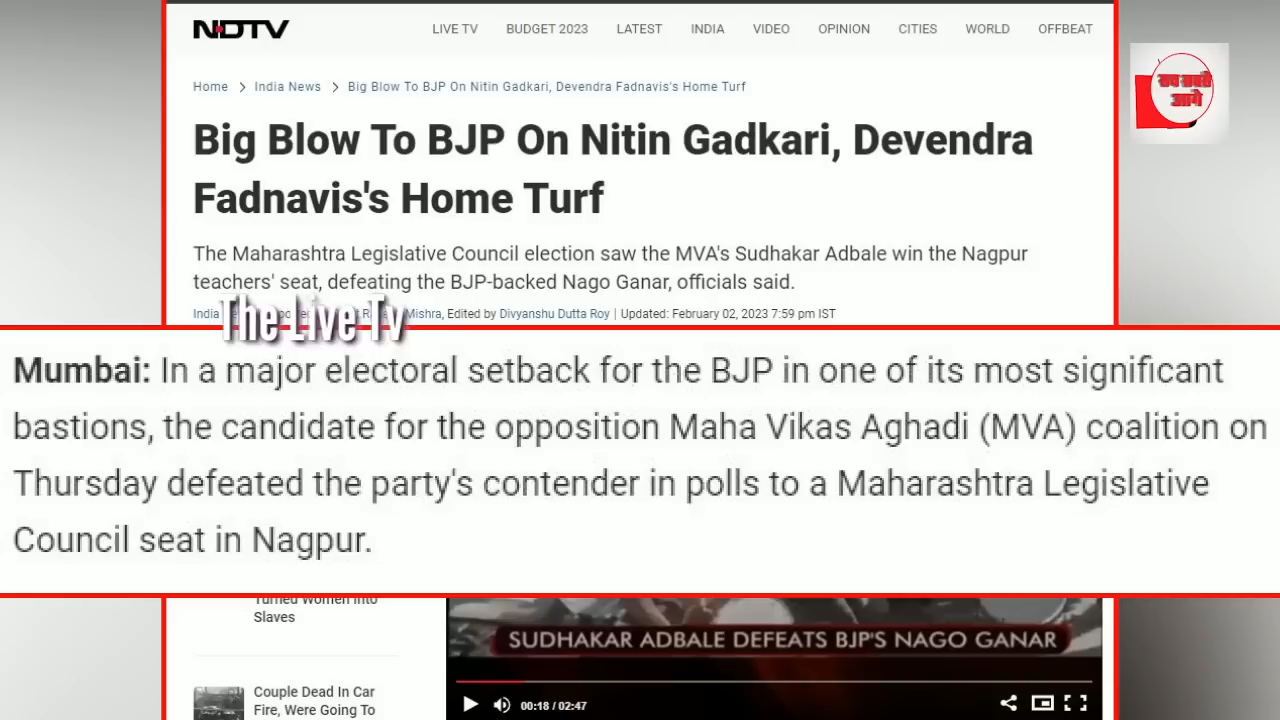 NDTV
LIVE TV BUDGET 2023 LATEST INDIA VIDEO OPINION CITIES WORLD OFFBEAT
Home > India News > Big Blow To BJP On Nitin Gadkari, Devendra Fadnavis's Home Turf
Big Blow To BJP On Nitin Gadkari, Devendra
Fadnavis's Home Turf
The Maharashtra Legislative Council election saw the MVA's Sudhakar Adbale win the Nagpur
teachers' seat, defeating the BJP-backed Nago Ganar, officials said.
India Mishra, Edited by Divyanshu Dutta Roy | Updated: February 02, 2023 7:59 pm IST
The Live Tv
Mumbai: In a major electoral setback for the BJP in one of its most significant
bastions, the candidate for the opposition Maha Vikas Aghadi (MVA) coalition on
Thursday defeated the party's contender in polls to a Maharashtra Legislative
Council seat in Nagpur.
Turned Women Into
Slaves
Couple Dead In Car
Fire, Were Going To
SUDHAKAR ADBALE DEFEATS BJP'S NAGO GANAR
00:18 / 02:47